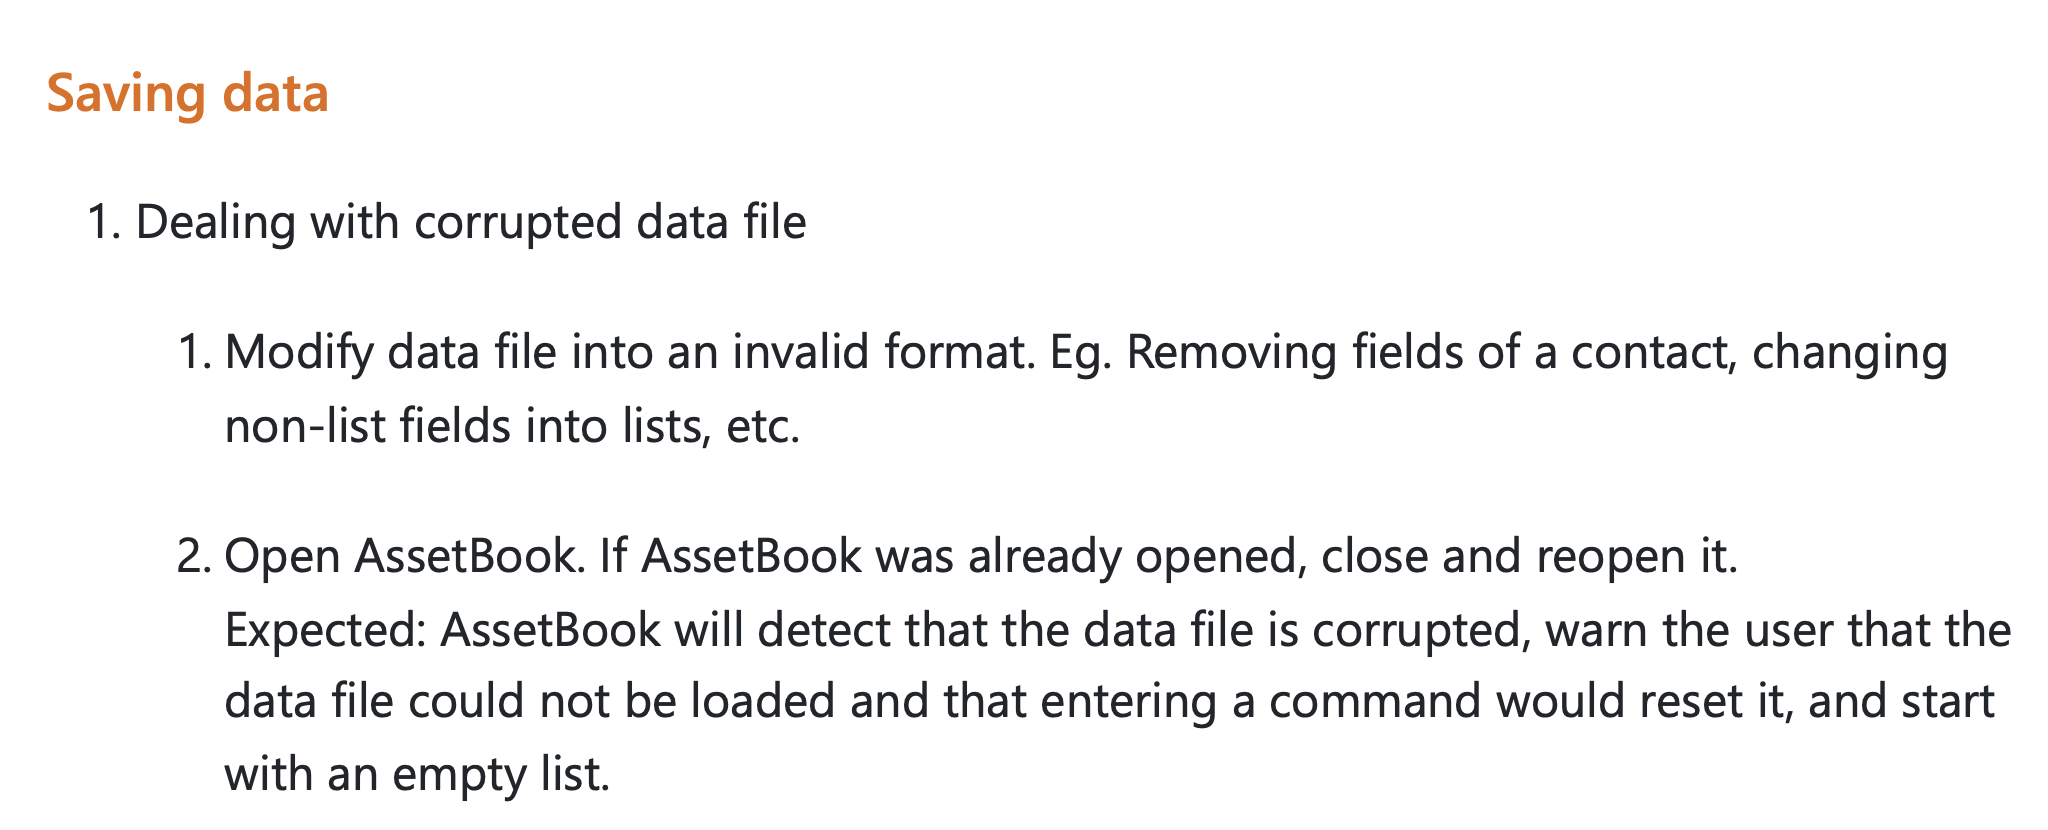 Saving data
1. Dealing with corrupted data file
1. Modify data file into an invalid format. Eg. Removing fields of a contact, changing
non-list fields into lists, etc.
2. Open AssetBook. If AssetBook was already opened, close and reopen it.
Expected: AssetBook will detect that the data file is corrupted, warn the user that the
data file could not be loaded and that entering a command would reset it, and start
with an empty list.